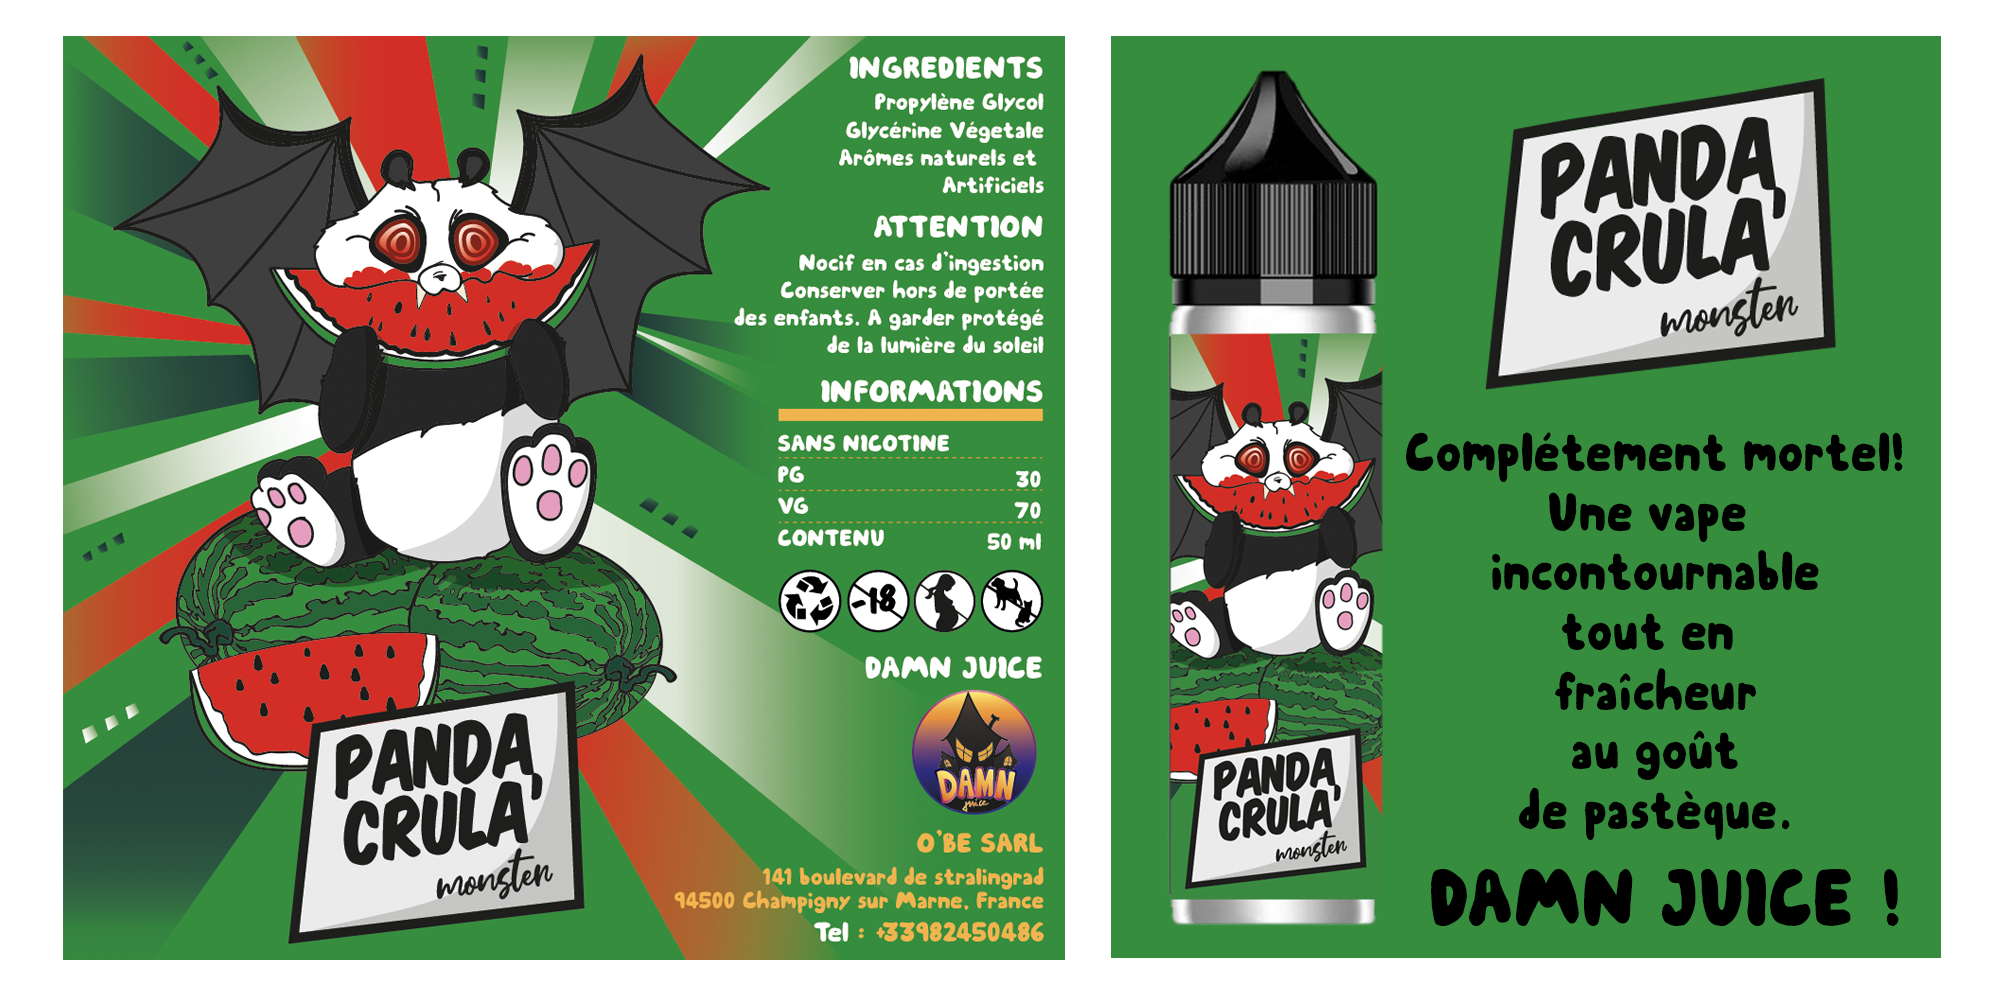 INGREDIENTS
Propylène Glycol
Glycérine Végetale
Arômes naturels et
Artificiels
ATTENTION
Nocif en cas d'ingestion
Conserver hors de portée
des enfants. A garder protégé
de la lumière du soleil
INFORMATIONS
SANS NICOTINE
PG 30
VG 70
CONTENU 50 ml
-18
DAMN JUICE
DAMN
juice
O'BE SARL
141 boulevard de stralingrad
94500 Champigny sur Marne, France
Tel : +33982450486
PANDA,
CRULA'
monster
PANDA,
CRULA'
monster
Complétement mortel!
Une vape
incontournable
tout en
fraîcheur
au goût
de pastèque.
DAMN JUICE !
PANDA,
CRULA'
monster